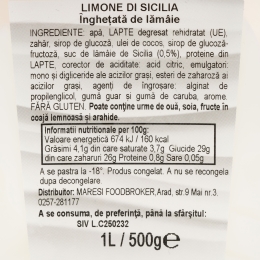 LIMONE DI SICILIA
Înghețată de lămâie
INGREDIENTE: apă, LAPTE degresat rehidratat (UE),
zahăr, sirop de glucoză, ulei de cocos, sirop de glucoză-
fructoză, suc de lămâie de Sicilia (0,5%), proteine din
LAPTE, corector de aciditate: acid citric, emulgatori:
mono și digliceride ale acizilor grași, esteri de zaharoză ai
acizilor grași, agenți de îngroșare: alginat de
propilenglicol, gumă guar și gumă de caruba, arome.
FĂRĂ GLUTEN. Poate conține urme de ouă, soia, fructe în
coajă lemnoasă și arahide.
Informatii nutritionale per 100g:
Valoare energetică 674 kJ / 160 kcal
Grăsimi 4,1g din care saturate 3,7g Glucide 29g
din care zaharuri 26g Proteine 0,8g Sare 0,05g
A se pastra la -18°. Produs congelat. A nu se recongela
dupa decongelare.
Distribuitor: MARESI FOODBROKER, Arad, str.9 Mai nr.3.
0257-281177
A se consuma, de preferință, până la sfârșitul:
SIV L.C250232
1L / 500g℮